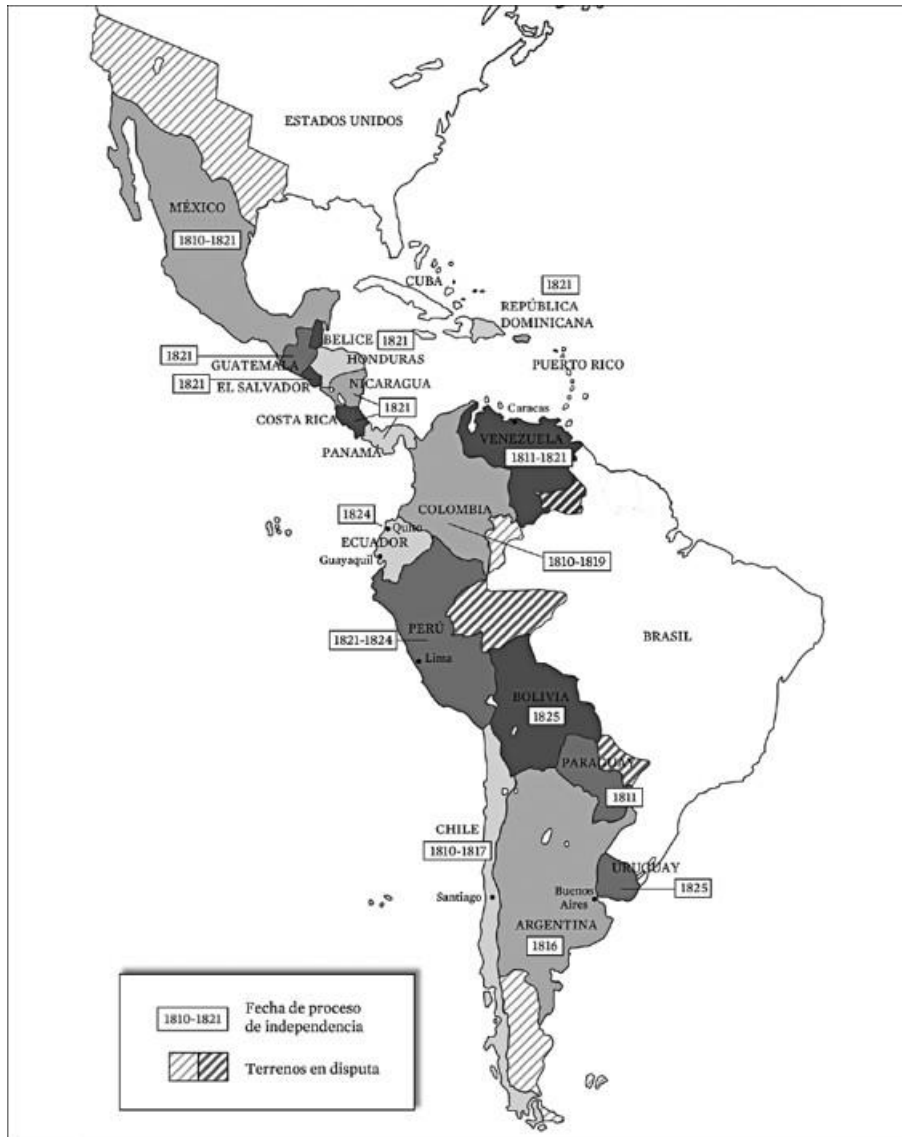 ESTADOS UNIDOS
MÉXICO
1810-1821
CUBA
1821
REPÚBLICA
DOMINICANA
BELICE
1821
1821
GUATEMALA
HONDURAS
PUERTO RICO
1821
EL SALVADOR
NICARAGUA
1821
COSTA RICA
PANAMÁ
Caracas
VENEZUELA
1811-1821
COLOMBIA
1824
Quito
ECUADOR
Guayaquil
1810-1819
PERÚ
1821-1824
Lima
BRASIL
BOLIVIA
1825
PARAGUAY
1811
CHILE
1810-1817
URUGUAY
1825
Santiago
Buenos
Aires
ARGENTINA
1816
1810-1821
Fecha de proceso
de independencia
Terrenos en disputa